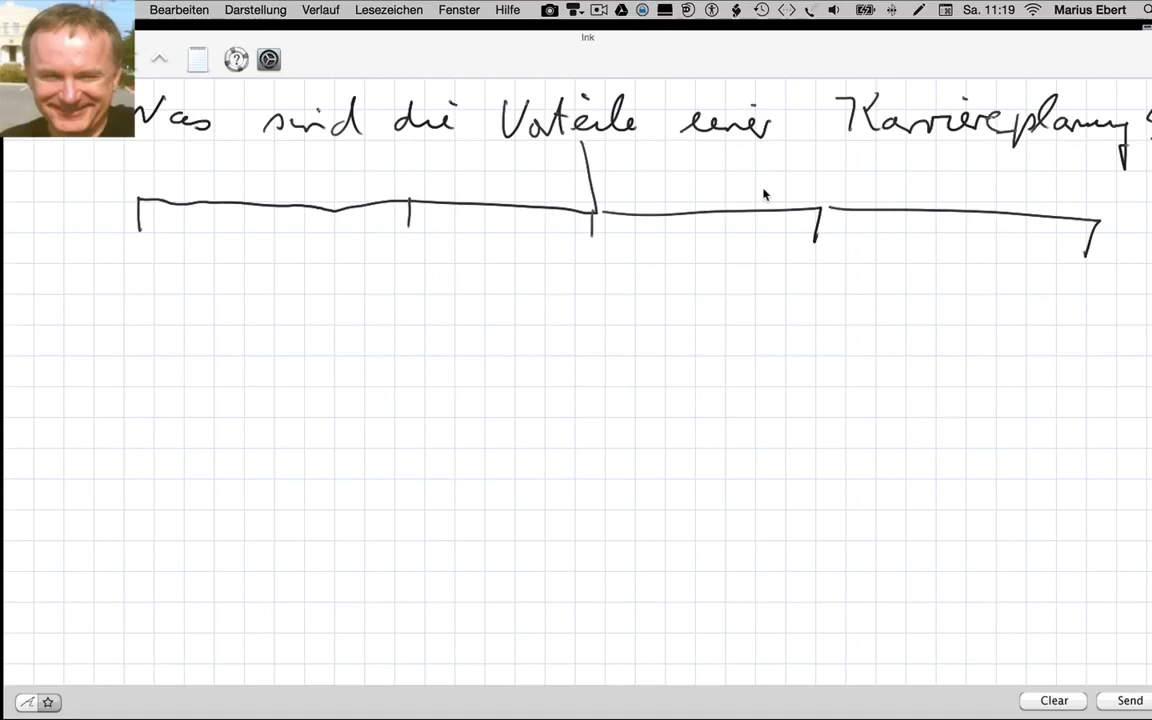 Bearbeiten Darstellung Verlauf Lesezeichen Fenster Hilfe Sa. 11:19 Marius Ebert
Ink
Was sind die Vorteile einer Karriereplanung
Clear Send